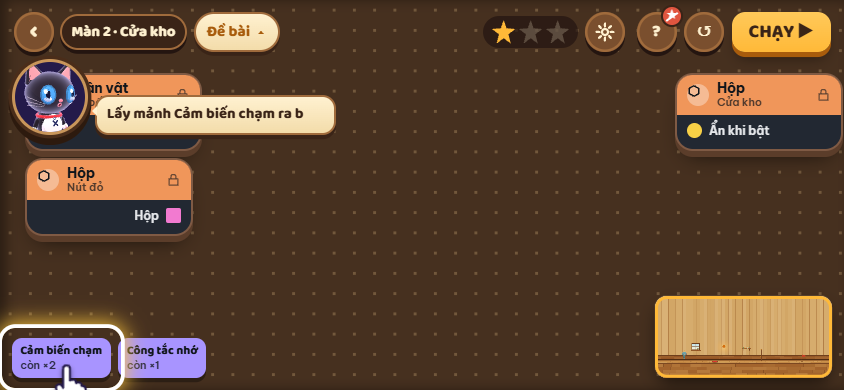 Màn 2 · Cửa kho
Đề bài
?
CHẠY
Lấy mảnh Cảm biến chạm ra b
Hộp
Cửa kho
Ẩn khi bật
Hộp
Nút đỏ
Hộp
Cảm biến chạm
còn ×2
Công tắc nhớ
còn ×1